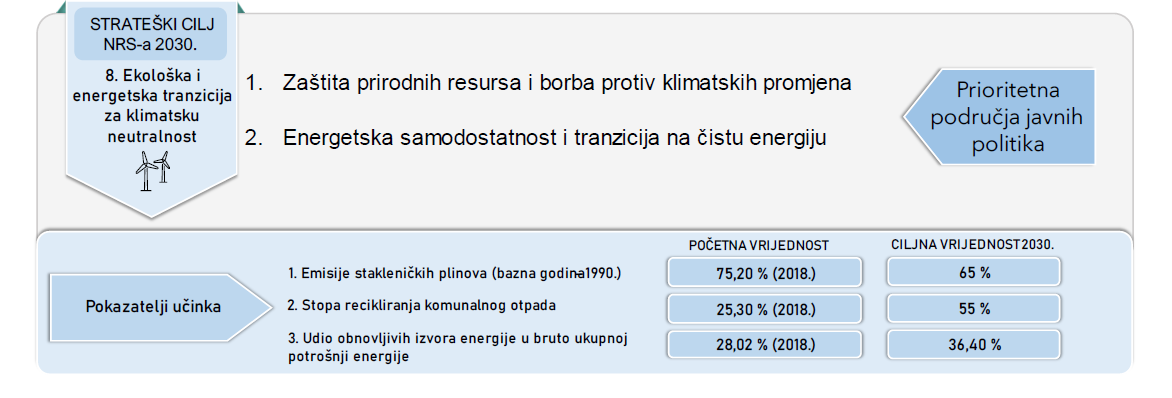 STRATEŠKI CILJ
NRS-a 2030.
8. Ekološka i
energetska tranzicija
za klimatsku
neutralnost
1. Zaštita prirodnih resursa i borba protiv klimatskih promjena
2. Energetska samodostatnost i tranzicija na čistu energiju
Prioritetna
područja javnih
politika
POČETNA VRIJEDNOST
CILJNA VRIJEDNOST2030.
Pokazatelji učinka
1. Emisije stakleničkih plinova (bazna godina-1990.)
75,20 % (2018.)
65 %
2. Stopa recikliranja komunalnog otpada
25,30 % (2018.)
55 %
3. Udio obnovljivih izvora energije u bruto ukupnoj
potrošnji energije
28,02 % (2018.)
36,40 %